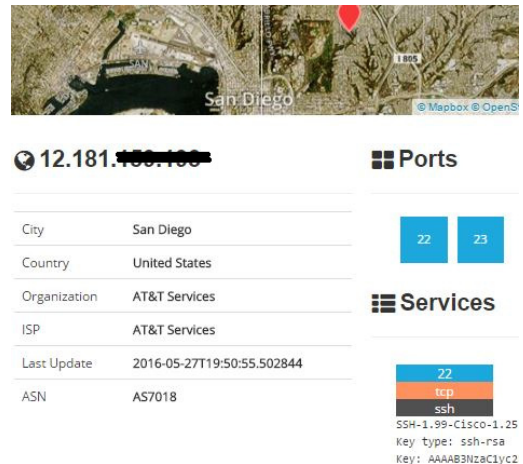 SAN
San Diego
I 805
© Mapbox © OpenS
12.181.
City San Diego
Country United States
Organization AT&T Services
ISP AT&T Services
Last Update 2016-05-27T19:50:55.502844
ASN AS7018
Ports
22 23
Services
22
tcp
ssh
SSH-1.99-Cisco-1.25
Key type: ssh-rsa
Key: AAAAB3NzaC1yc2